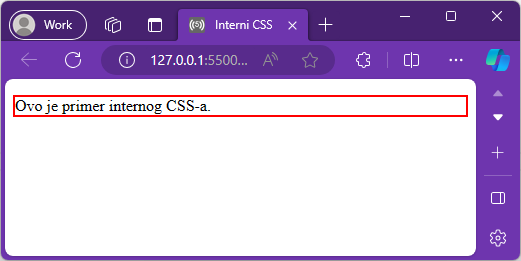 Work
Interni CSS
127.0.0.1:5500...
Ovo je primer internog CSS-a.